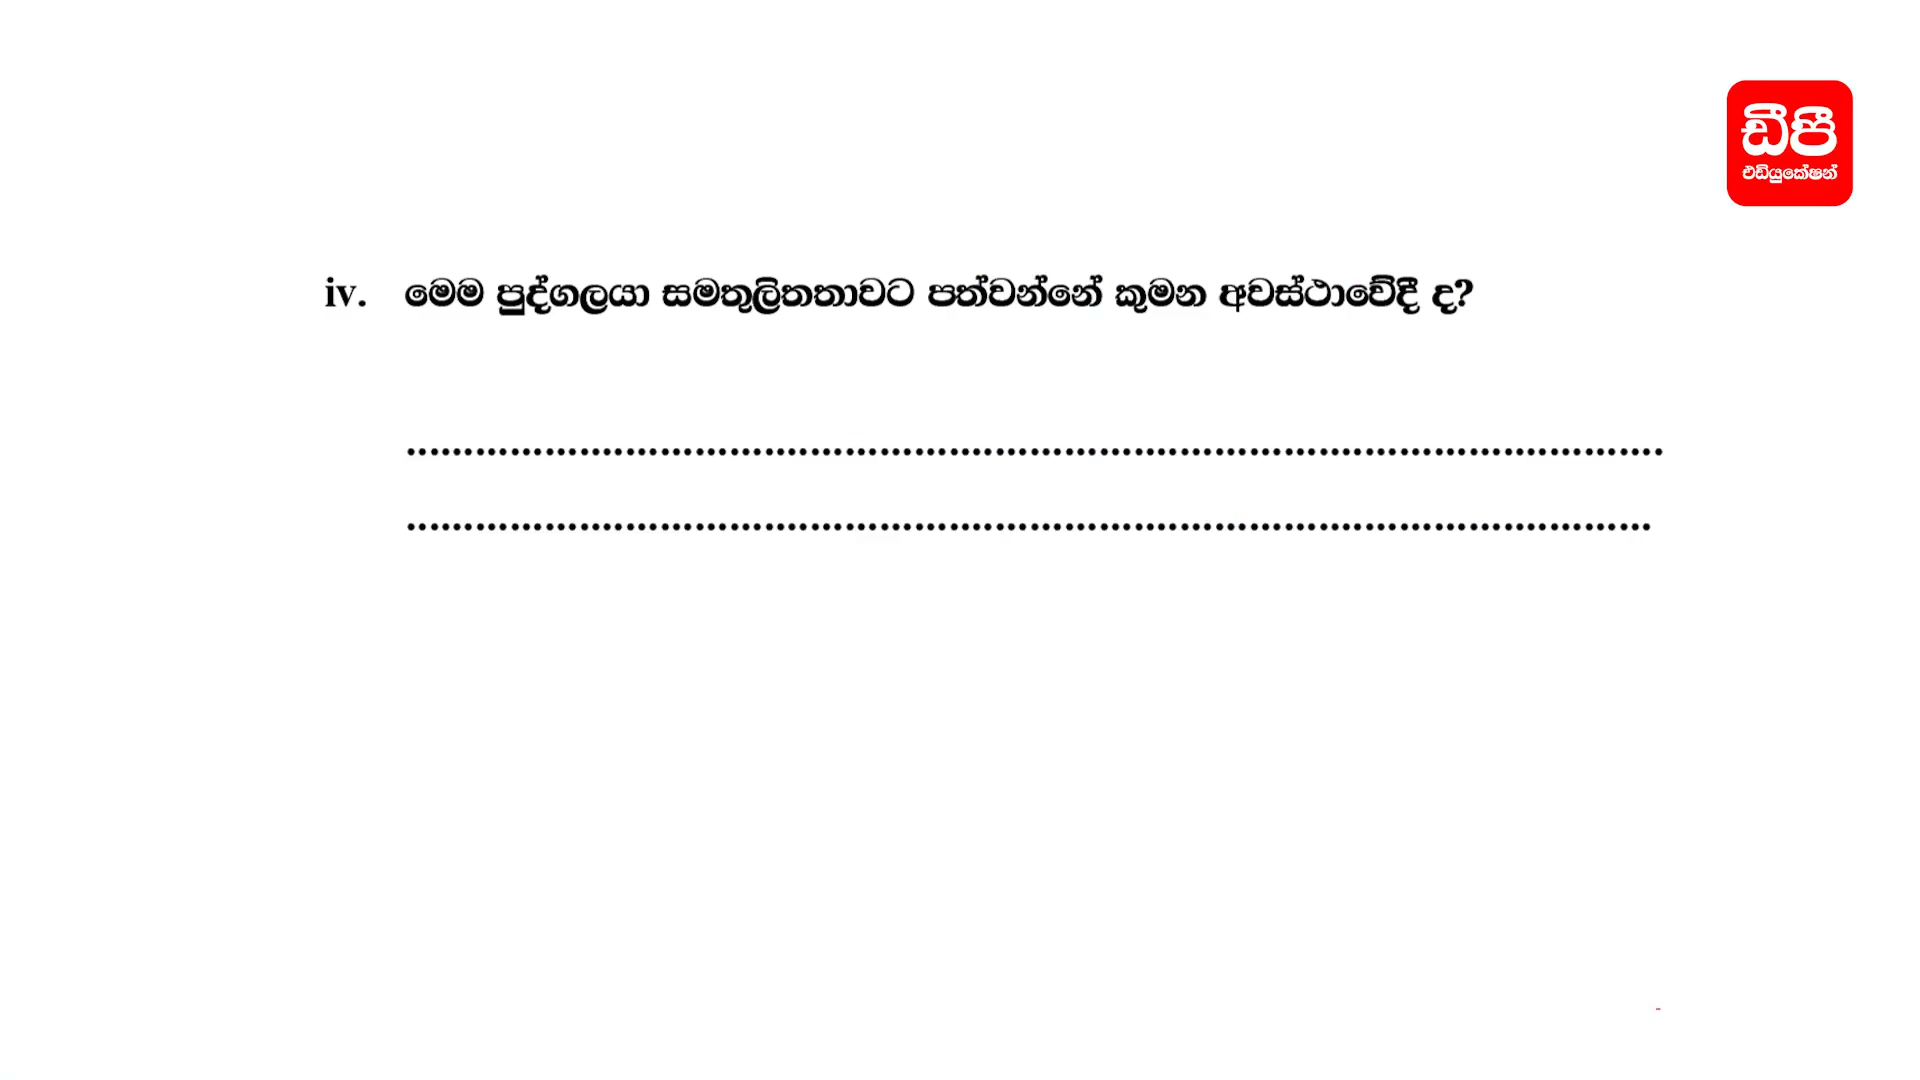 ඩීපී
එඩියුකේෂන්
iv. මෙම පුද්ගලයා සමතුලිතතාවට පත්වන්නේ කුමන අවස්ථාවේදී ද?